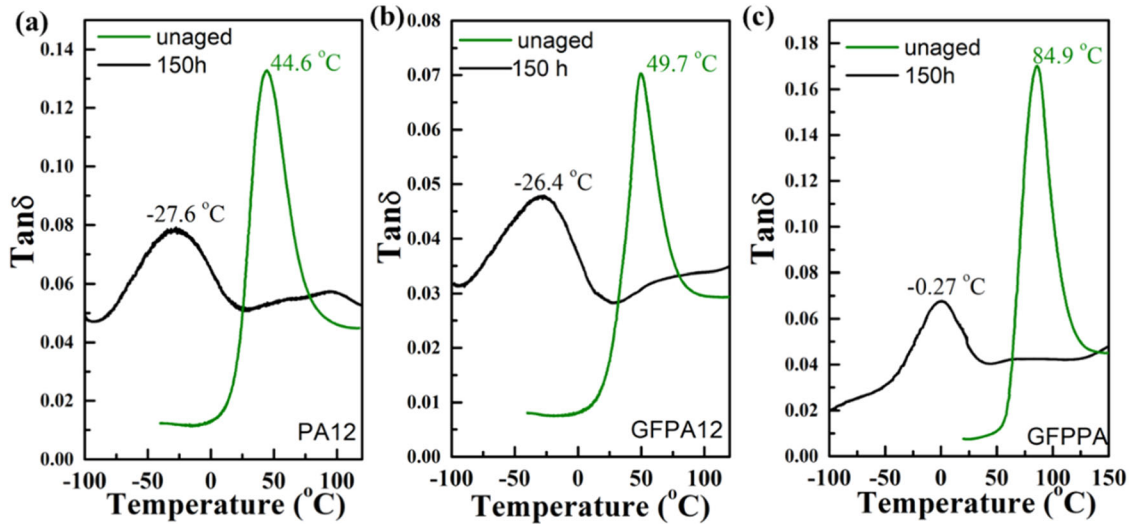 (a)
unaged
150h
44.6 °C
-27.6 °C
PA12
Tanδ
0.14
0.12
0.10
0.08
0.06
0.04
0.02
0.00
-100 -50 0 50 100
Temperature (°C)
(b)
unaged
150 h
49.7 °C
-26.4 °C
GFPA12
Tanδ
0.08
0.07
0.06
0.05
0.04
0.03
0.02
0.01
0.00
-100 -50 0 50 100
Temperature (°C)
(c)
unaged
150h
84.9 °C
-0.27 °C
GFPPA
Tanδ
0.18
0.16
0.14
0.12
0.10
0.08
0.06
0.04
0.02
0.00
-100 -50 0 50 100 150
Temperature (°C)